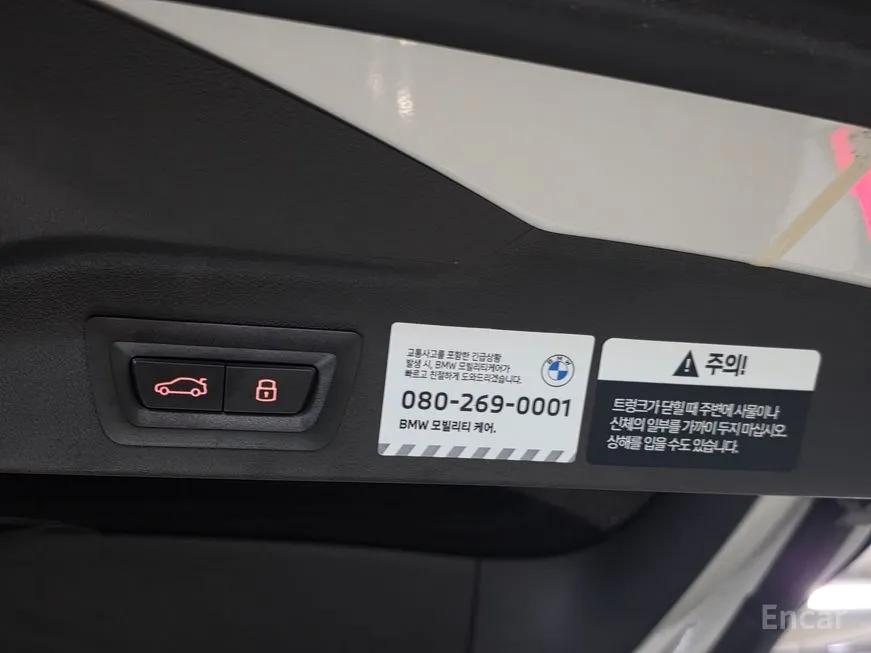 교통사고를 포함한 긴급상황
발생 시, BMW 모빌리티케어가
빠르고 친절하게 도와드리겠습니다.
BMW
080-269-0001
BMW 모빌리티 케어.
주의!
트렁크가 닫힐 때 주변에 사물이나
신체의 일부를 가까이 두지 마십시오.
상해를 입을 수도 있습니다.
Encar